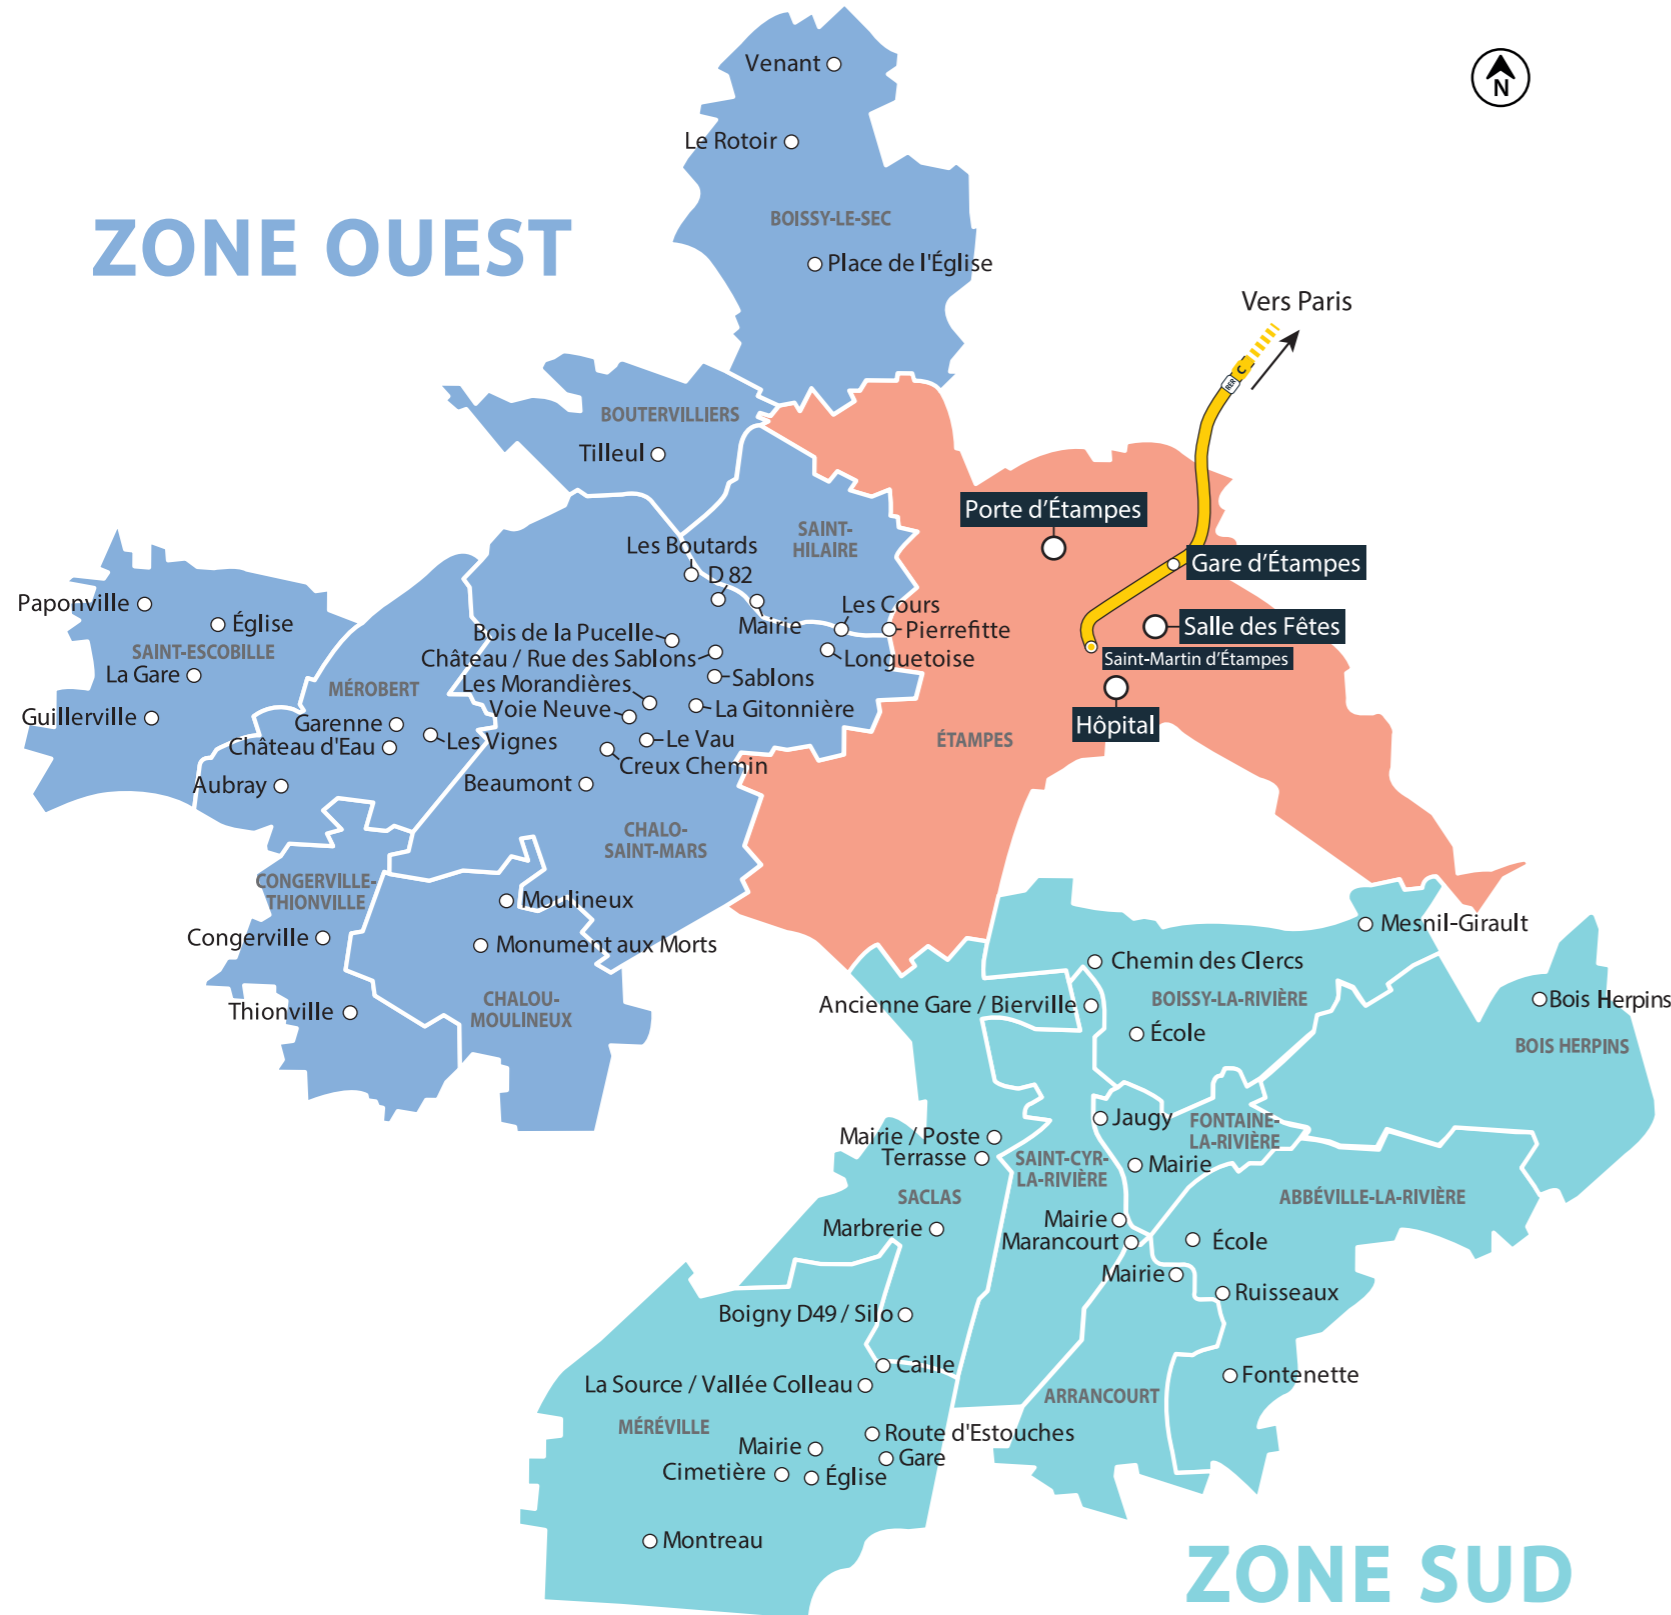 Venant
N
Le Rotoir
BOISSY-LE-SEC
ZONE OUEST
Place de l'Église
Vers Paris
RER C
BOUTERVILLIERS
Tilleul
Porte d'Étampes
SAINT-
HILAIRE
Les Boutards
Gare d'Étampes
D 82
Paponville
Église
Les Cours
Mairie
Pierrefitte
Salle des Fêtes
Bois de la Pucelle
SAINT-ESCOBILLE
Château / Rue des Sablons
Longuetoise
Saint-Martin d'Étampes
La Gare
Sablons
MÉROBERT
Les Morandières
Voie Neuve
La Gitonnière
Guillerville
Garenne
Hôpital
Château d'Eau
Les Vignes
Le Vau
ÉTAMPES
Creux Chemin
Aubray
Beaumont
CHALO-
SAINT-MARS
CONGERVILLE-
THIONVILLE
Moulineux
Congerville
Monument aux Morts
Mesnil-Girault
Chemin des Clercs
CHALOU-
MOULINEUX
Thionville
Ancienne Gare / Bierville
BOISSY-LA-RIVIÈRE
Bois Herpins
École
BOIS HERPINS
Jaugy
FONTAINE-
LA-RIVIÈRE
Mairie / Poste
Terrasse
SAINT-CYR-
LA-RIVIÈRE
Mairie
SACLAS
ABBÉVILLE-LA-RIVIÈRE
Marbrerie
Mairie
Marancourt
École
Mairie
Ruisseaux
Boigny D49 / Silo
Caille
La Source / Vallée Colleau
Fontenette
ARRANCOURT
MÉRÉVILLE
Route d'Estouches
Mairie
Gare
Cimetière
Église
Montreau
ZONE SUD